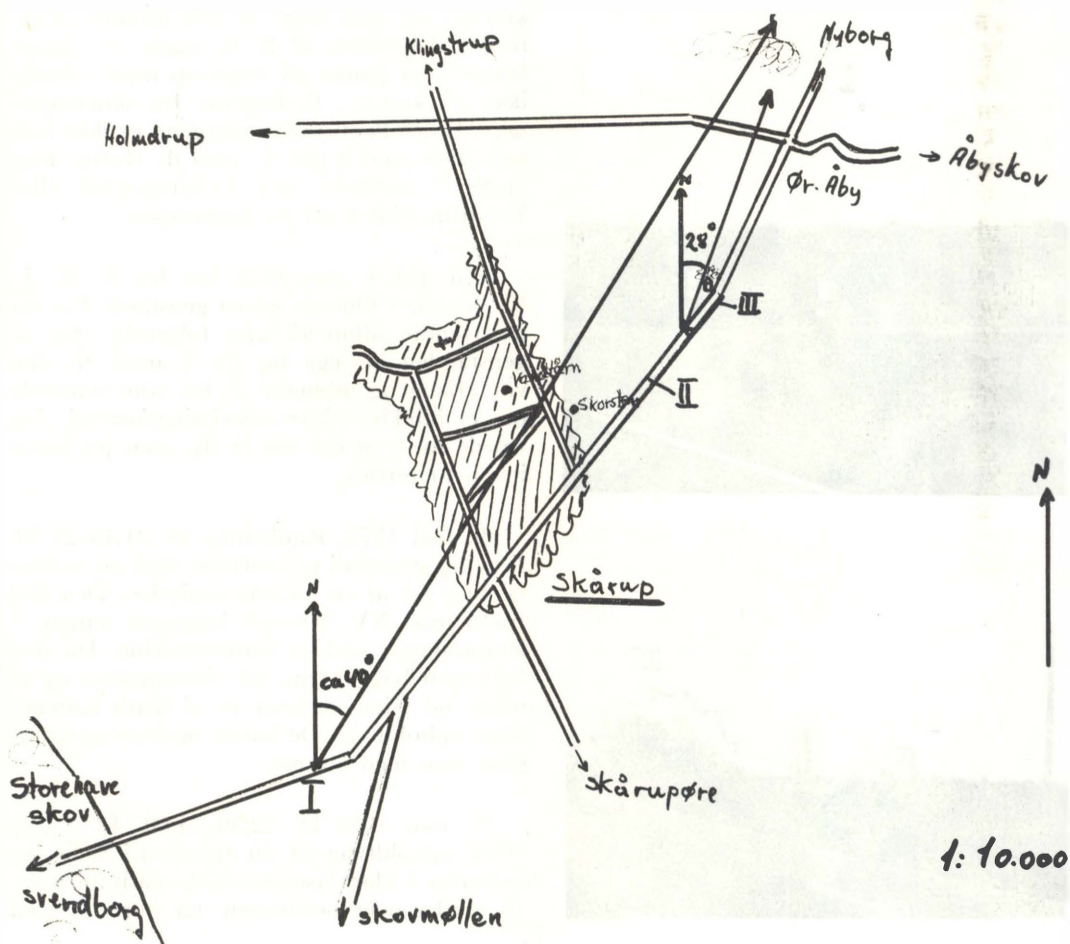 Klingstrup
Nyborg
Holmdrup
Åbyskov
Ør. Åby
N
28°
III
II
Skorsten
N
Skårup
N
ca 40°
I
Storehave
skov
Skårupøre
1:10.000
svendborg
skovmøllen